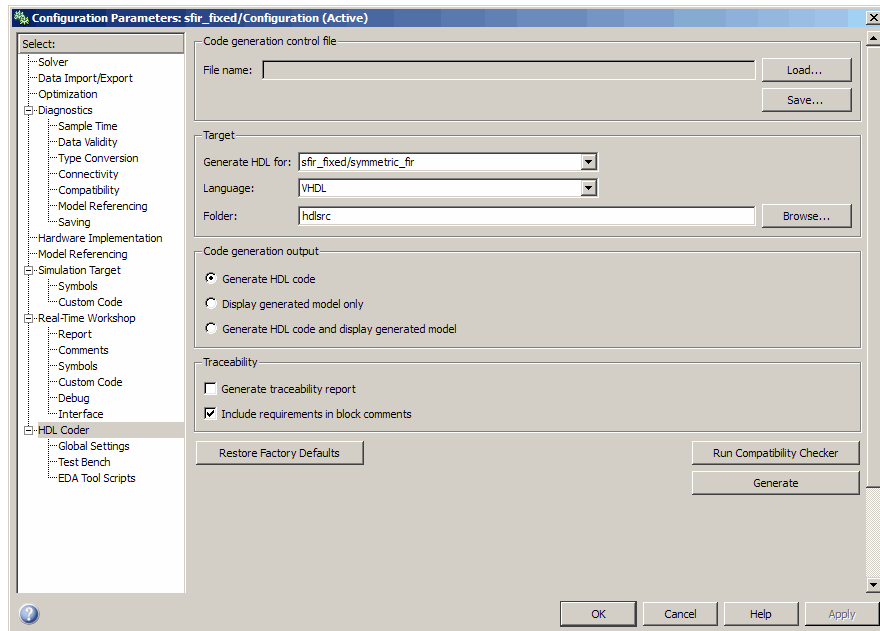 Configuration Parameters: sfir_fixed/Configuration (Active)
Select:
Solver
Data Import/Export
Optimization
Diagnostics
Sample Time
Data Validity
Type Conversion
Connectivity
Compatibility
Model Referencing
Saving
Hardware Implementation
Model Referencing
Simulation Target
Symbols
Custom Code
Real-Time Workshop
Report
Comments
Symbols
Custom Code
Debug
Interface
HDL Coder
Global Settings
Test Bench
EDA Tool Scripts
Code generation control file
File name:
Load...
Save...
Target
Generate HDL for: sfir_fixed/symmetric_fir
Language: VHDL
Folder: hdlsrc Browse...
Code generation output
Generate HDL code
Display generated model only
Generate HDL code and display generated model
Traceability
Generate traceability report
Include requirements in block comments
Restore Factory Defaults Run Compatibility Checker
Generate
? OK Cancel Help Apply